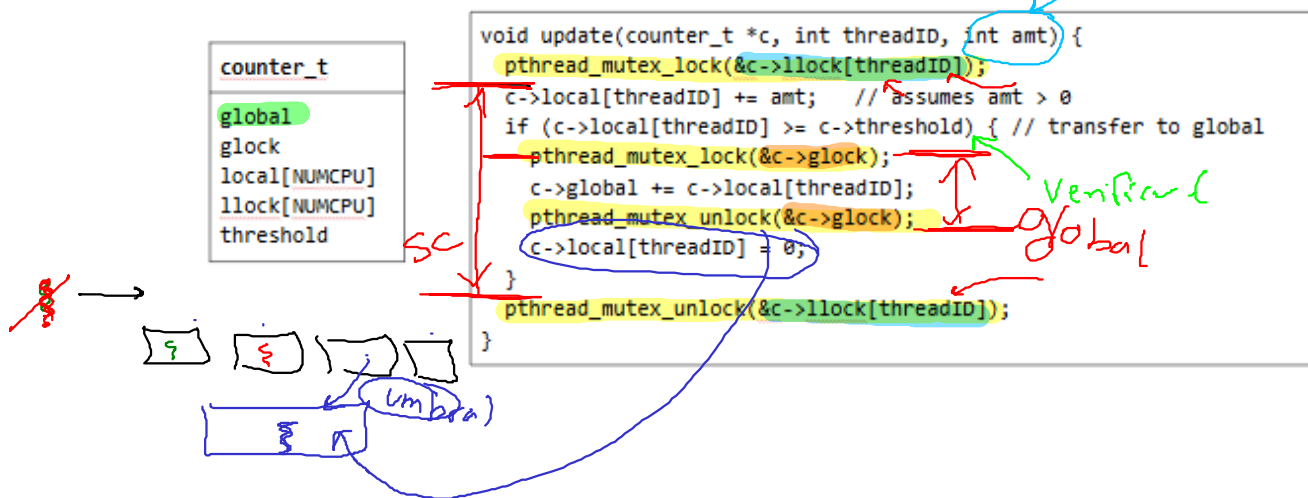 counter_t
global
glock
local[NUMCPU]
llock[NUMCPU]
threshold
void update(counter_t *c, int threadID, int amt) {
pthread_mutex_lock(&c->llock[threadID]);
c->local[threadID] += amt;   // assumes amt > 0
if (c->local[threadID] >= c->threshold) { // transfer to global
pthread_mutex_lock(&c->glock);
c->global += c->local[threadID];
pthread_mutex_unlock(&c->glock);
c->local[threadID] = 0;
}
pthread_mutex_unlock(&c->llock[threadID]);
}
SC
global
umbral